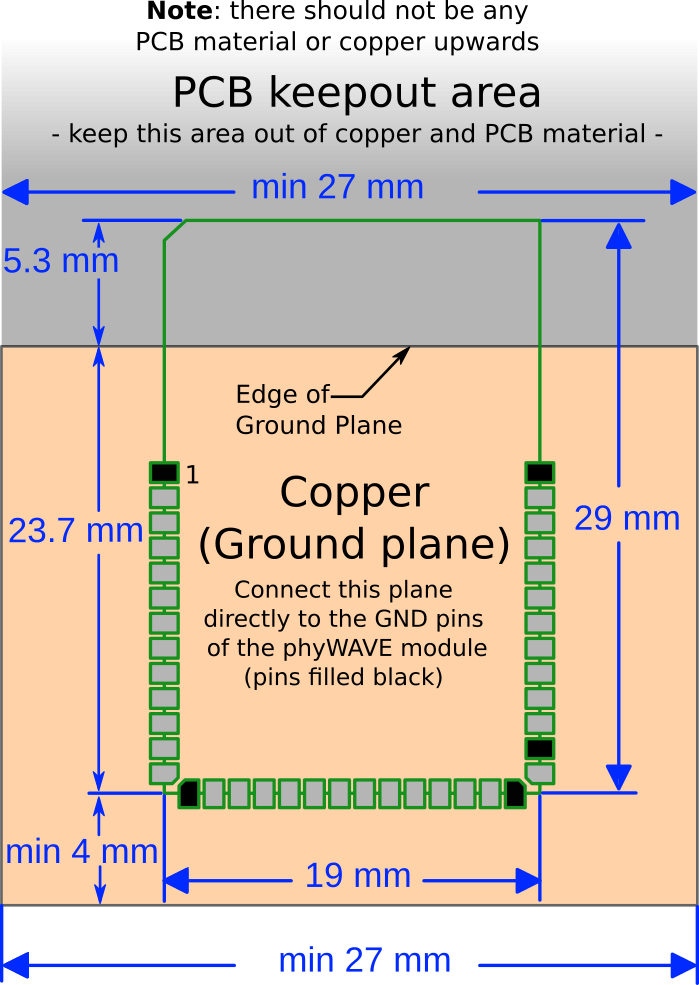 Note: there should not be any
PCB material or copper upwards
PCB keepout area
- keep this area out of copper and PCB material -
min 27 mm
5.3 mm
Edge of
Ground Plane
1
Copper
(Ground plane)
23.7 mm
29 mm
Connect this plane
directly to the GND pins
of the phyWAVE module
(pins filled black)
min 4 mm
19 mm
min 27 mm